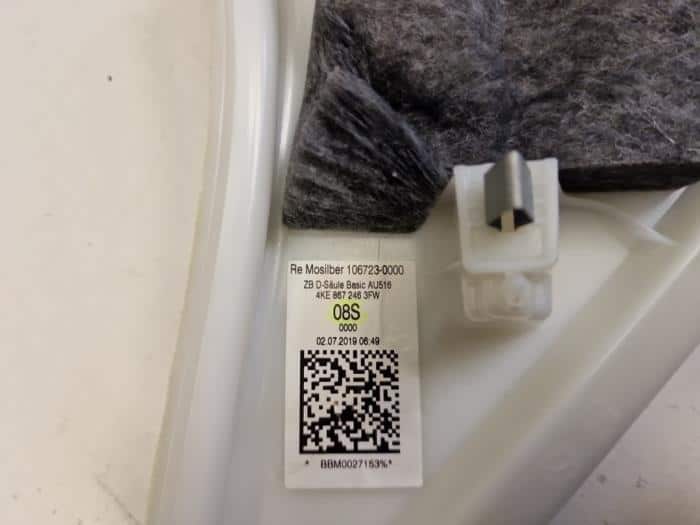 Re Mosilber 106723-0000
ZB D-Säule Basic AU516
4KE 867 246 3FW
08S
0000
02.07.2019 06:49
* BBM0027153%*